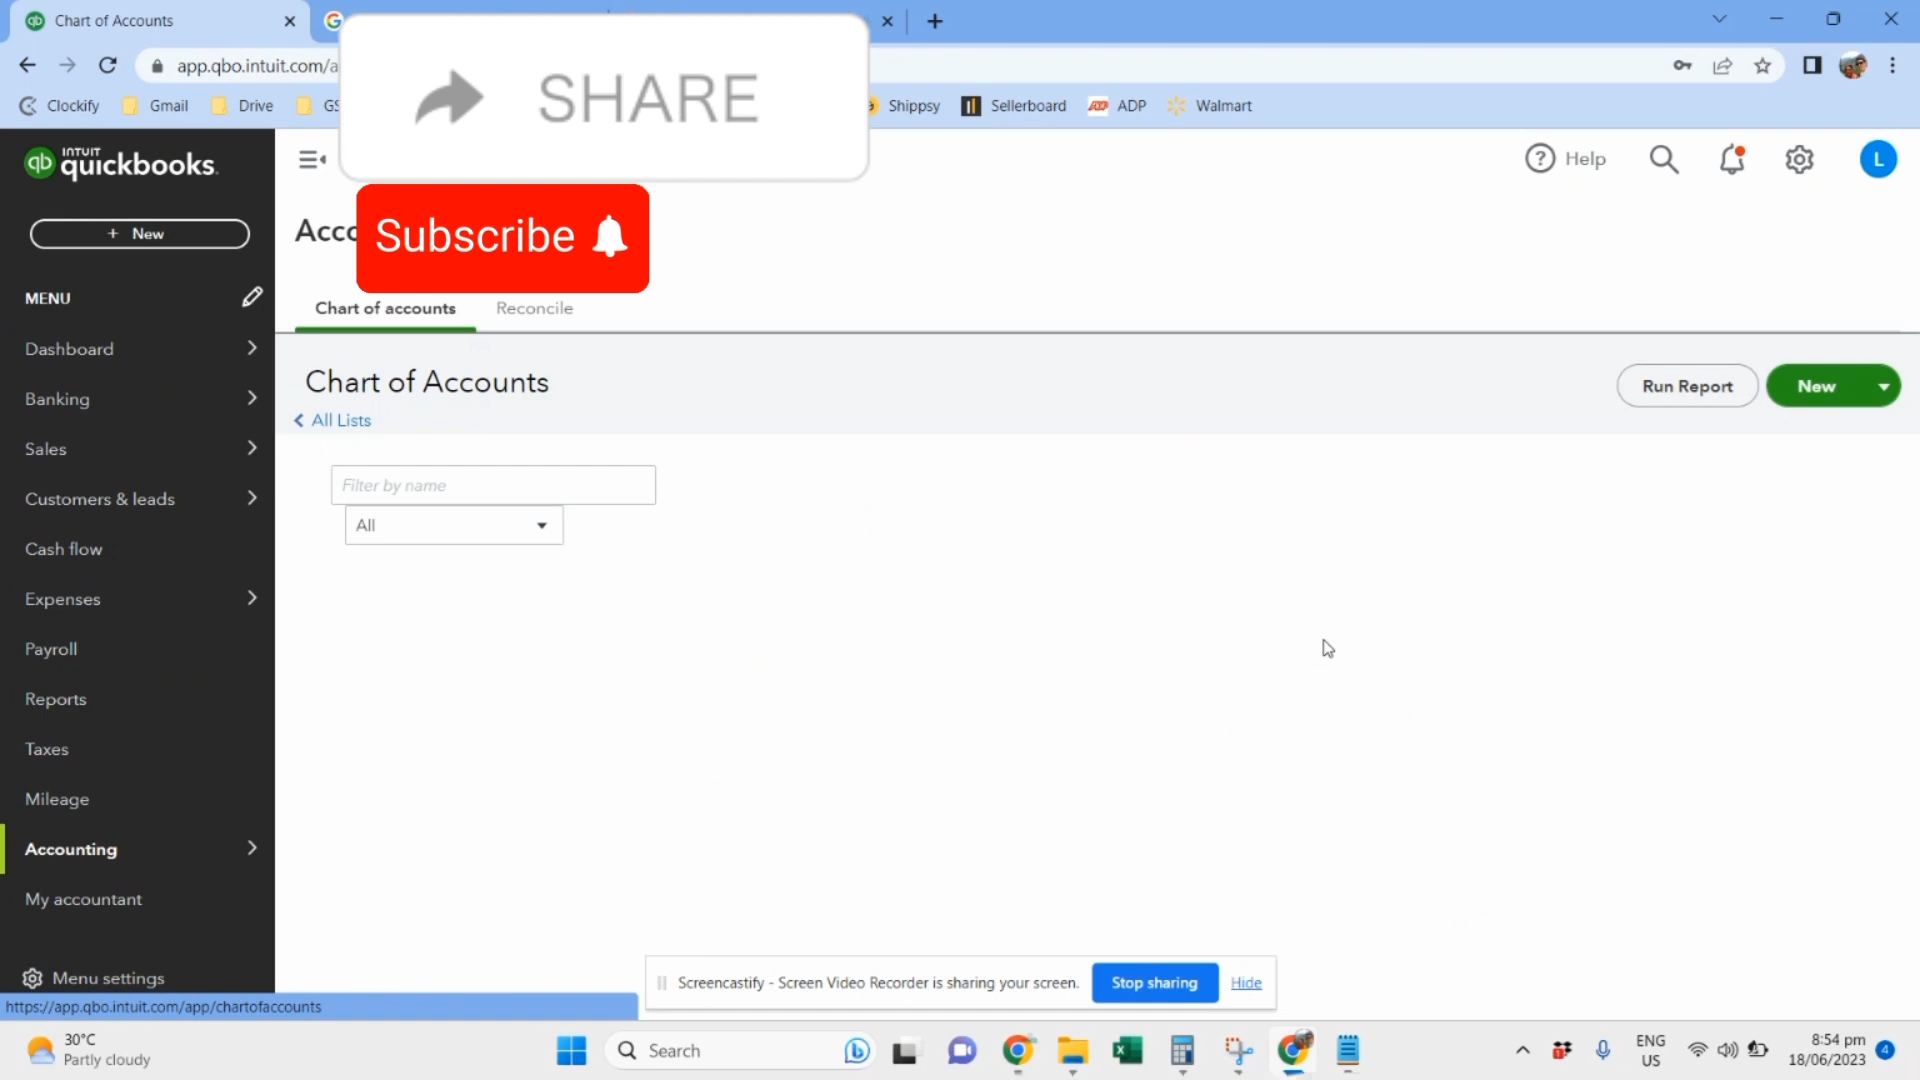 Chart of Accounts
app.qbo.intuit.com/a
Clockify
Gmail
Drive
GS
Shippsy
Sellerboard
ADP
Walmart
SHARE
Subscribe
INTUIT
quickbooks.
Help
L
+ New
Acco
MENU
Chart of accounts
Reconcile
Dashboard
Banking
Sales
Customers & leads
Cash flow
Expenses
Payroll
Reports
Taxes
Mileage
Accounting
My accountant
Menu settings
Chart of Accounts
All Lists
Run Report
New
Filter by name
All
Screencastify - Screen Video Recorder is sharing your screen.
Stop sharing
Hide
https://app.qbo.intuit.com/app/chartofaccounts
30°C
Partly cloudy
Search
ENG
US
8:54 pm
18/06/2023
4